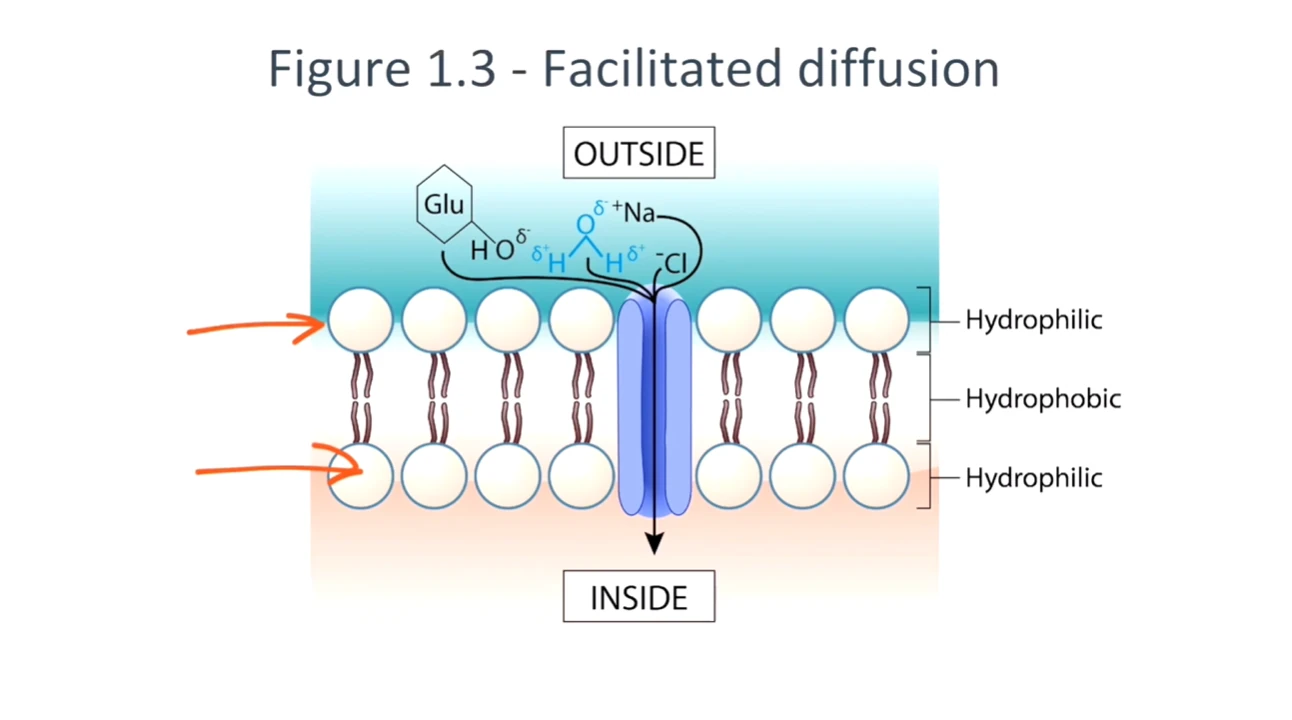 Figure 1.3 - Facilitated diffusion
OUTSIDE
Glu
HO δ-
δ- O
δ+ H H δ+
+Na
-Cl
Hydrophilic
Hydrophobic
Hydrophilic
INSIDE